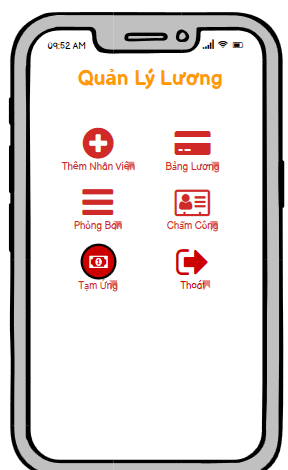 09:52 AM
Quản Lý Lương
Thêm Nhân Viên
Bảng Lương
Phòng Ban
Chấm Công
Tạm Ứng
Thoát